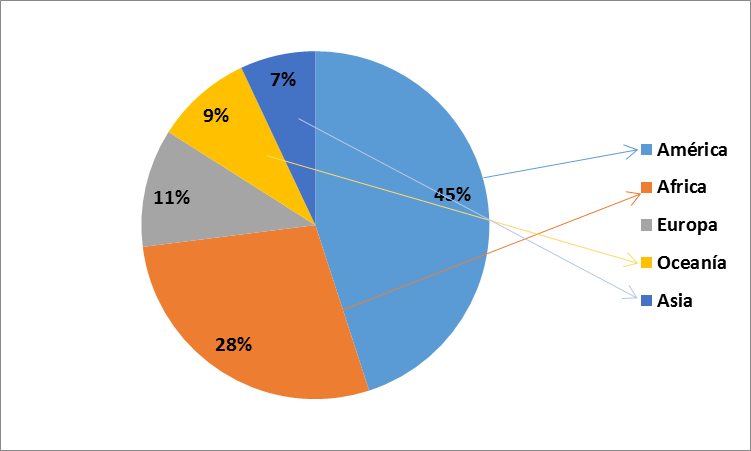 7%
9%
45%
11%
28%
América
Africa
Europa
Oceanía
Asia